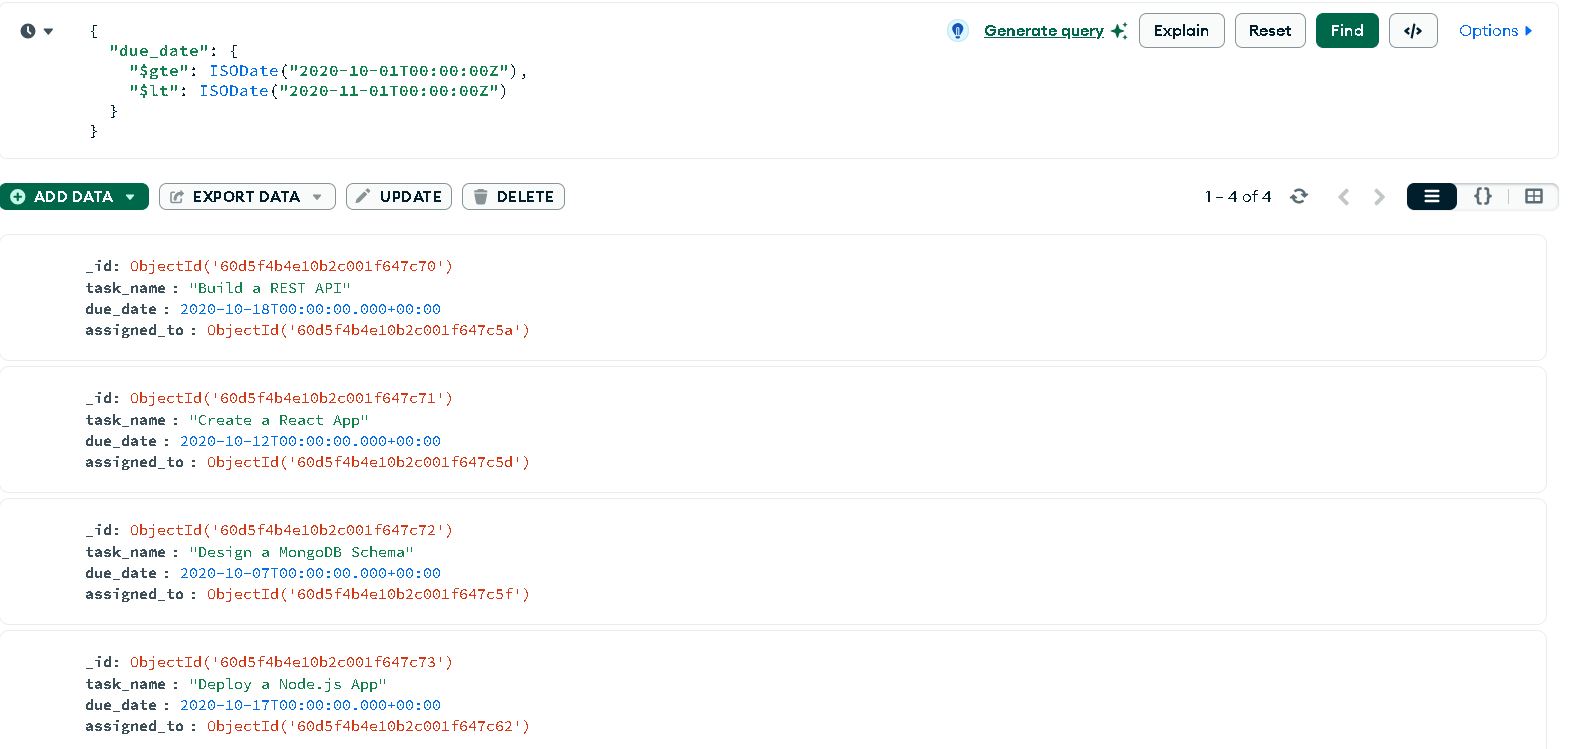 {
"due_date": {
"$gte": ISODate("2020-10-01T00:00:00Z"),
"$lt": ISODate("2020-11-01T00:00:00Z")
}
}
Generate query
Explain
Reset
Find
</>
Options
ADD DATA
EXPORT DATA
UPDATE
DELETE
1 – 4 of 4
{}
_id: ObjectId('60d5f4b4e10b2c001f647c70')
task_name : "Build a REST API"
due_date : 2020-10-18T00:00:00.000+00:00
assigned_to : ObjectId('60d5f4b4e10b2c001f647c5a')
_id: ObjectId('60d5f4b4e10b2c001f647c71')
task_name : "Create a React App"
due_date : 2020-10-12T00:00:00.000+00:00
assigned_to : ObjectId('60d5f4b4e10b2c001f647c5d')
_id: ObjectId('60d5f4b4e10b2c001f647c72')
task_name : "Design a MongoDB Schema"
due_date : 2020-10-07T00:00:00.000+00:00
assigned_to : ObjectId('60d5f4b4e10b2c001f647c5f')
_id: ObjectId('60d5f4b4e10b2c001f647c73')
task_name : "Deploy a Node.js App"
due_date : 2020-10-17T00:00:00.000+00:00
assigned_to : ObjectId('60d5f4b4e10b2c001f647c62')